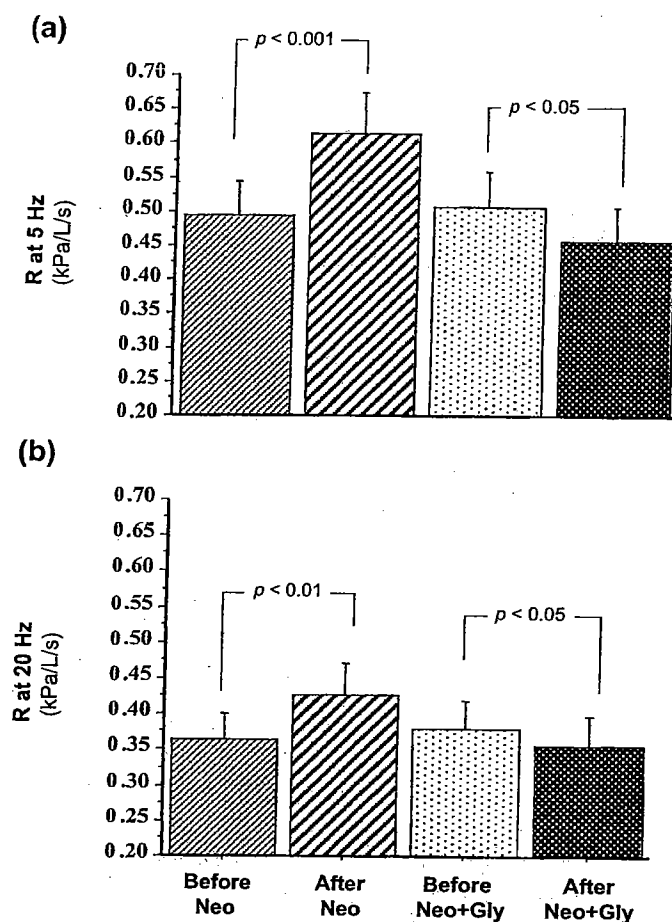 (a)
p < 0.001
p < 0.05
0.70
0.65
0.60
0.55
0.50
0.45
0.40
0.35
0.30
0.25
0.20
R at 5 Hz
(kPa/L/s)
(b)
p < 0.01
p < 0.05
0.70
0.65
0.60
0.55
0.50
0.45
0.40
0.35
0.30
0.25
0.20
R at 20 Hz
(kPa/L/s)
Before After Before After
Neo Neo Neo+Gly Neo+Gly